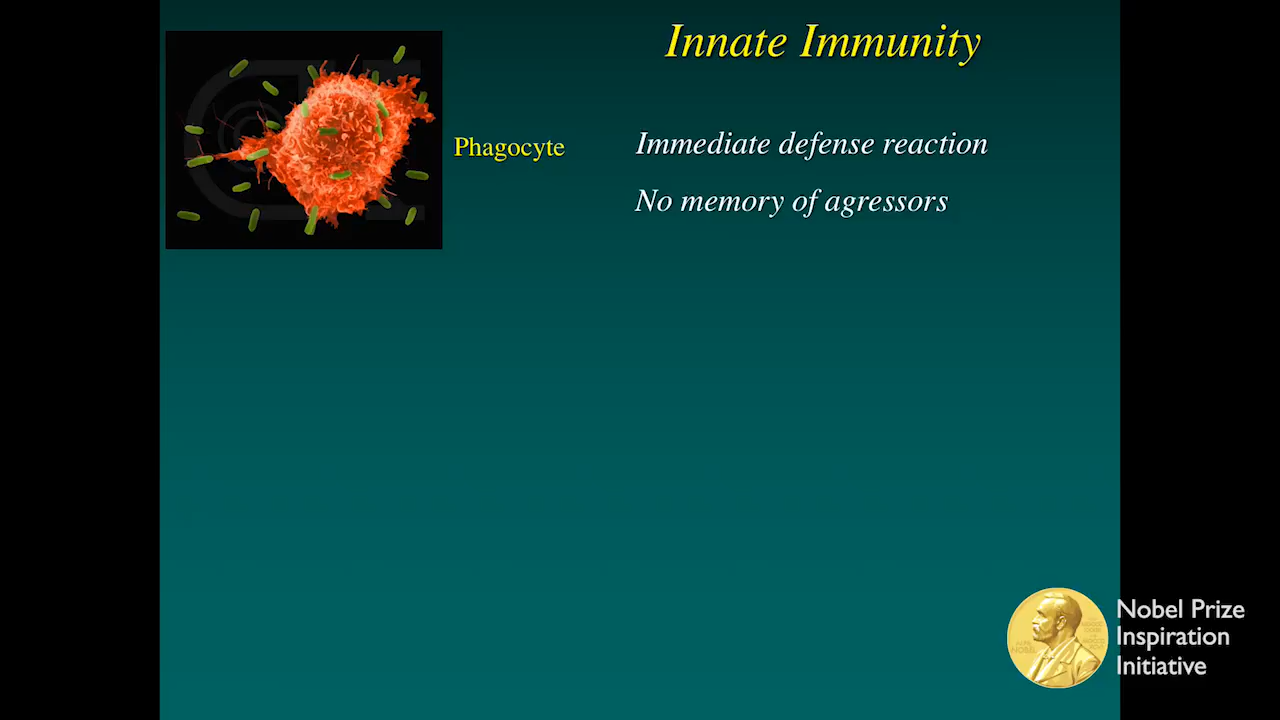 Innate Immunity
Phagocyte
Immediate defense reaction
No memory of agressors
Nobel Prize
Inspiration
Initiative